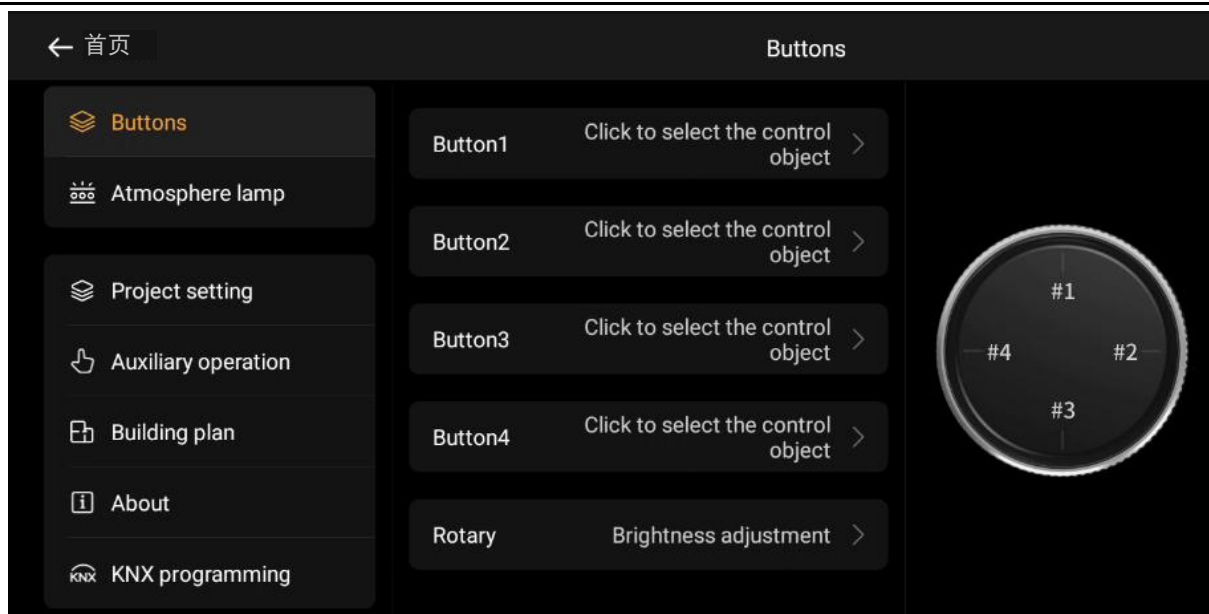 首页
Buttons
Buttons
Atmosphere lamp
Project setting
Auxiliary operation
Building plan
About
KNX KNX programming
Button1 Click to select the control
object
Button2 Click to select the control
object
Button3 Click to select the control
object
Button4 Click to select the control
object
Rotary Brightness adjustment
#1
#4 #2
#3